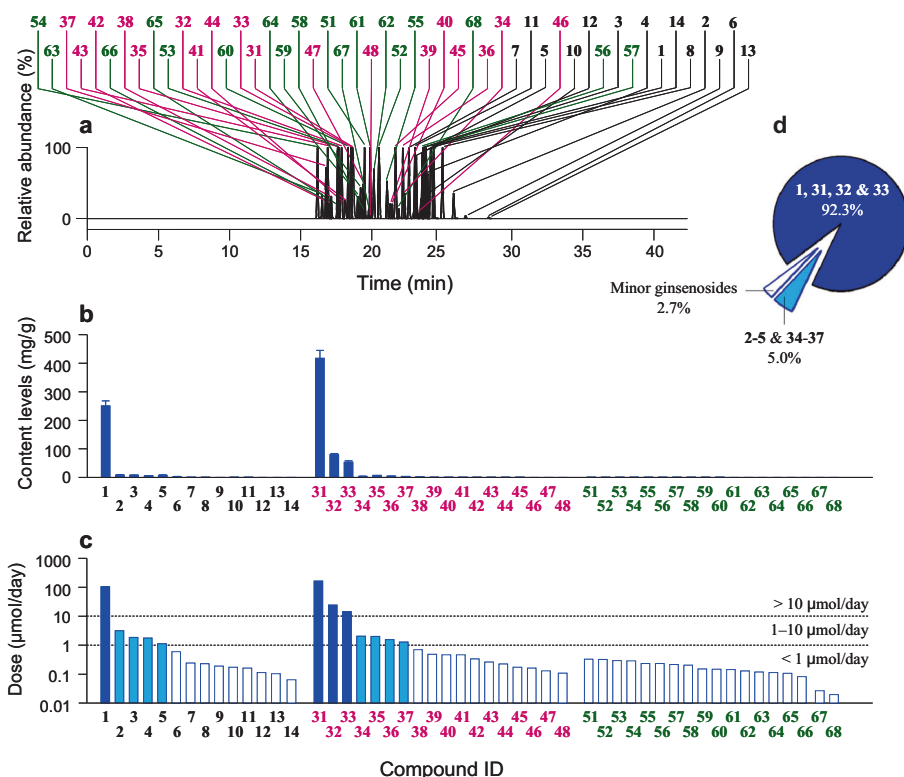 54 37 42 38 65 32 44 33 64 58 51 61 62 55 40 68 34 11 46 12 3 4 14 2 6
63 43 66 35 53 41 60 31 59 47 67 48 52 39 45 36 7 5 10 56 57 1 8 9 13
a
Relative abundance (%)
100
0
0 5 10 15 20 25 30 35 40
Time (min)
d
1, 31, 32 & 33
92.3%
Minor ginsenosides
2.7%
2-5 & 34-37
5.0%
b
Content levels (mg/g)
500
400
300
200
100
0
1 3 5 7 9 11 13 31 33 35 37 39 41 43 45 47 51 53 55 57 59 61 63 65 67
2 4 6 8 10 12 14 32 34 36 38 40 42 44 46 48 52 54 56 58 60 62 64 66 68
c
Dose (µmol/day)
1000
100
10
1
0.1
0.01
> 10 µmol/day
1–10 µmol/day
< 1 µmol/day
1 3 5 7 9 11 13 31 33 35 37 39 41 43 45 47 51 53 55 57 59 61 63 65 67
2 4 6 8 10 12 14 32 34 36 38 40 42 44 46 48 52 54 56 58 60 62 64 66 68
Compound ID